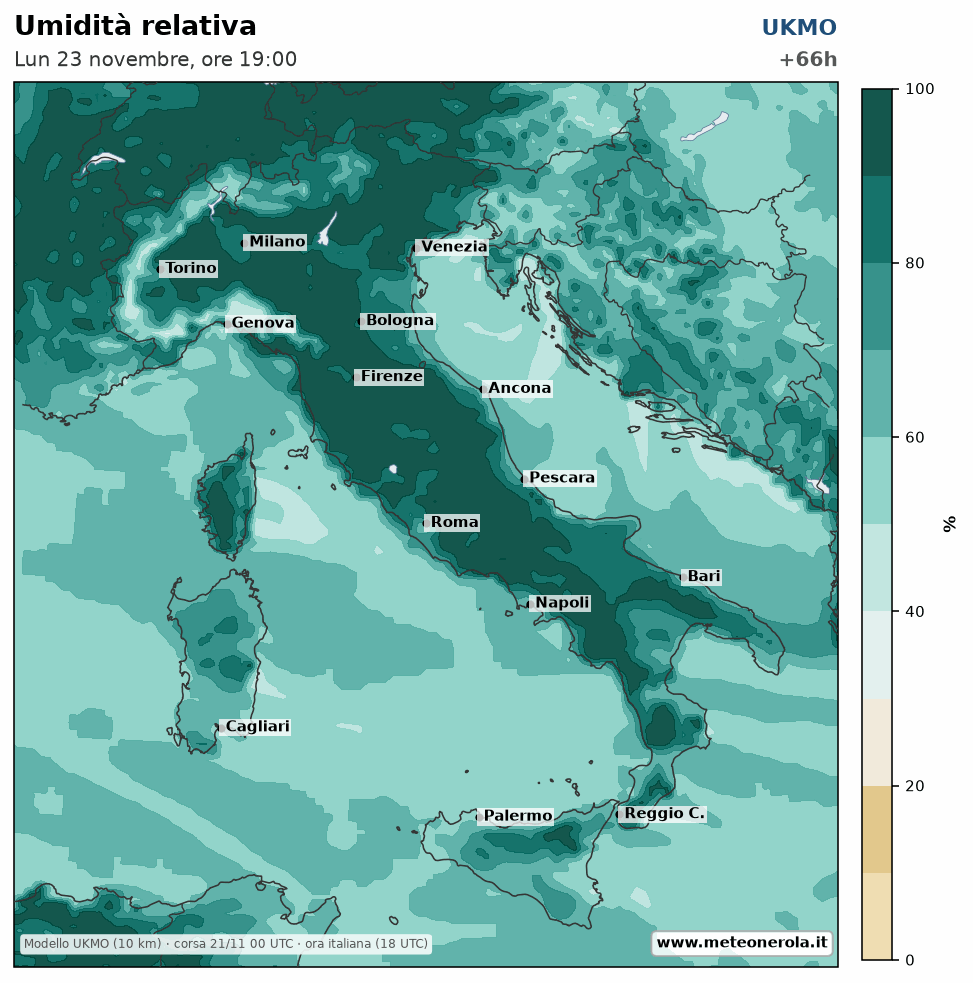 Umidità relativa
UKMO
Lun 23 novembre, ore 19:00
+66h
100
80
60
40
20
0
%
Milano
Venezia
Torino
Genova
Bologna
Firenze
Ancona
Pescara
Roma
Bari
Napoli
Cagliari
Palermo
Reggio C.
Modello UKMO (10 km) · corsa 21/11 00 UTC · ora italiana (18 UTC)
www.meteonerola.it